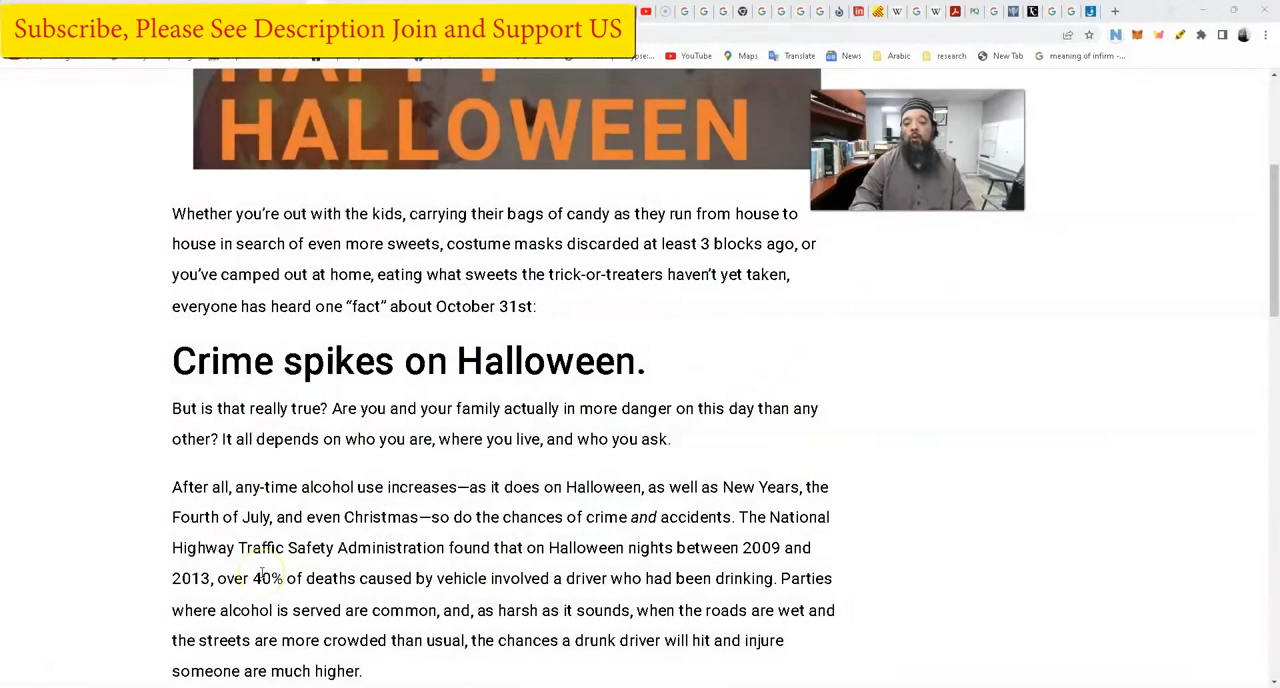 Subscribe, Please See Description Join and Support US
YouTube
Maps
Translate
News
Arabic
research
New Tab
meaning of infirm -...
HAPPY
HALLOWEEN
Whether you're out with the kids, carrying their bags of candy as they run from house to
house in search of even more sweets, costume masks discarded at least 3 blocks ago, or
you've camped out at home, eating what sweets the trick-or-treaters haven't yet taken,
everyone has heard one “fact” about October 31st:
Crime spikes on Halloween.
But is that really true? Are you and your family actually in more danger on this day than any
other? It all depends on who you are, where you live, and who you ask.
After all, any-time alcohol use increases—as it does on Halloween, as well as New Years, the
Fourth of July, and even Christmas—so do the chances of crime and accidents. The National
Highway Traffic Safety Administration found that on Halloween nights between 2009 and
2013, over 40% of deaths caused by vehicle involved a driver who had been drinking. Parties
where alcohol is served are common, and, as harsh as it sounds, when the roads are wet and
the streets are more crowded than usual, the chances a drunk driver will hit and injure
someone are much higher.